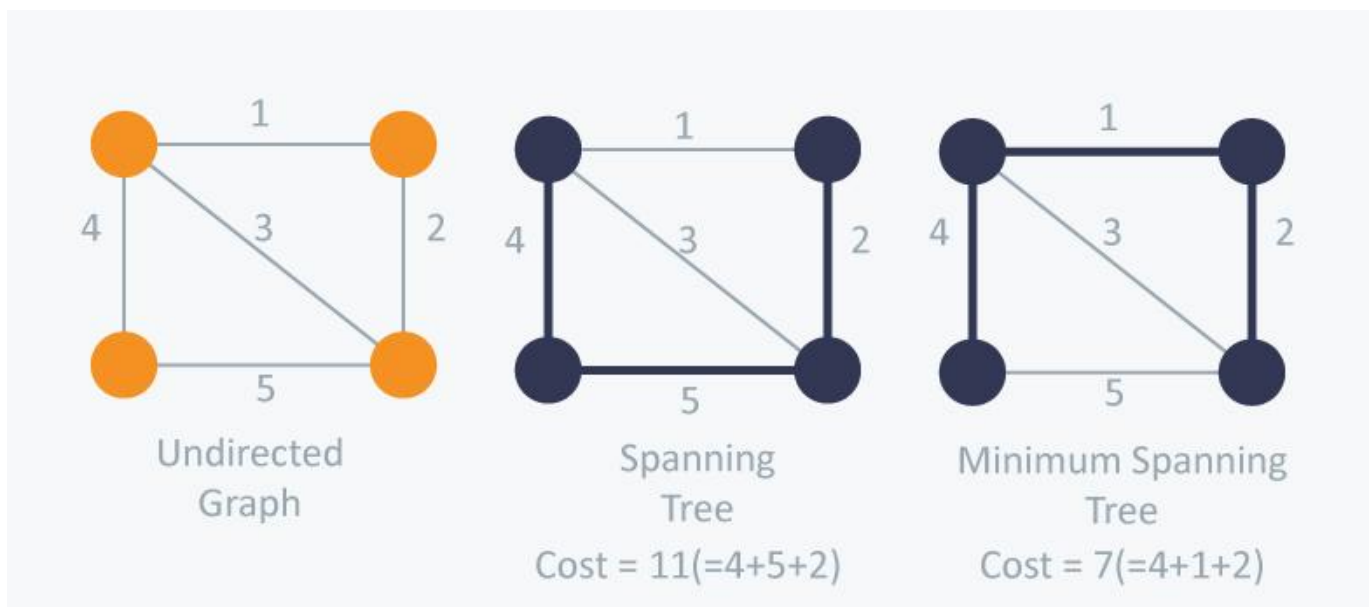 1
4
3
2
5
Undirected
Graph
1
4
3
2
5
Spanning
Tree
Cost = 11(=4+5+2)
1
4
3
2
5
Minimum Spanning
Tree
Cost = 7(=4+1+2)